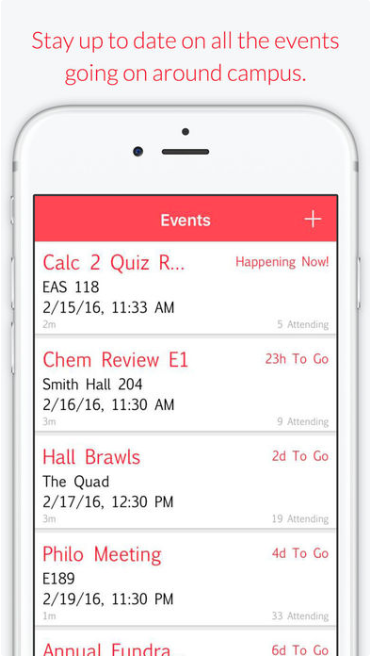 Stay up to date on all the events
going on around campus.
Events +
Calc 2 Quiz R... Happening Now!
EAS 118
2/15/16, 11:33 AM
2m 5 Attending
Chem Review E1 23h To Go
Smith Hall 204
2/16/16, 11:30 AM
3m 9 Attending
Hall Brawls 2d To Go
The Quad
2/17/16, 12:30 PM
3m 19 Attending
Philo Meeting 4d To Go
E189
2/19/16, 11:30 PM
1m 33 Attending
Annual Fundra... 6d To Go